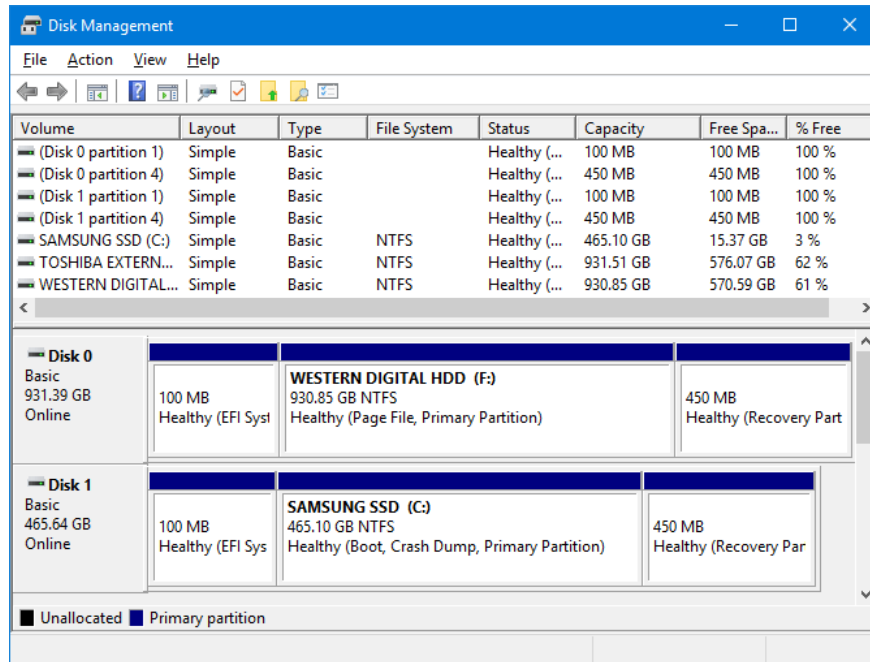 Disk Management
File Action View Help
Volume Layout Type File System Status Capacity Free Spa... % Free
(Disk 0 partition 1) Simple Basic Healthy (... 100 MB 100 MB 100 %
(Disk 0 partition 4) Simple Basic Healthy (... 450 MB 450 MB 100 %
(Disk 1 partition 1) Simple Basic Healthy (... 100 MB 100 MB 100 %
(Disk 1 partition 4) Simple Basic Healthy (... 450 MB 450 MB 100 %
SAMSUNG SSD (C:) Simple Basic NTFS Healthy (... 465.10 GB 15.37 GB 3 %
TOSHIBA EXTERN... Simple Basic NTFS Healthy (... 931.51 GB 576.07 GB 62 %
WESTERN DIGITAL... Simple Basic NTFS Healthy (... 930.85 GB 570.59 GB 61 %
Disk 0
Basic
931.39 GB
Online
100 MB
Healthy (EFI Syst
WESTERN DIGITAL HDD (F:)
930.85 GB NTFS
Healthy (Page File, Primary Partition)
450 MB
Healthy (Recovery Part
Disk 1
Basic
465.64 GB
Online
100 MB
Healthy (EFI Sys
SAMSUNG SSD (C:)
465.10 GB NTFS
Healthy (Boot, Crash Dump, Primary Partition)
450 MB
Healthy (Recovery Par
Unallocated Primary partition